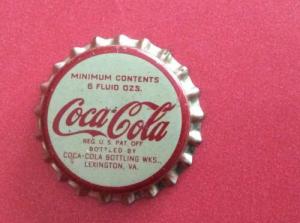 MINIMUM CONTENTS
6 FLUID OZS.
Coca-Cola
REG. U.S. PAT. OFF
BOTTLED BY
COCA-COLA BOTTLING WKS.,
LEXINGTON, VA.